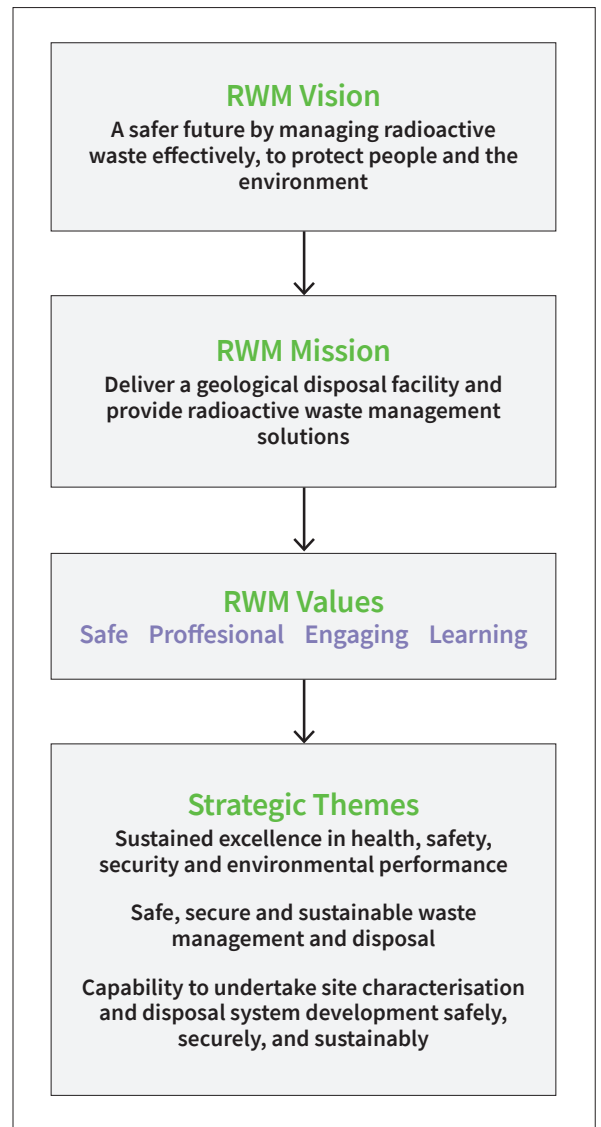 RWM Vision
A safer future by managing radioactive
waste effectively, to protect people and the
environment
RWM Mission
Deliver a geological disposal facility and
provide radioactive waste management
solutions
RWM Values
Safe Proffesional Engaging Learning
Strategic Themes
Sustained excellence in health, safety,
security and environmental performance
Safe, secure and sustainable waste
management and disposal
Capability to undertake site characterisation
and disposal system development safely,
securely, and sustainably